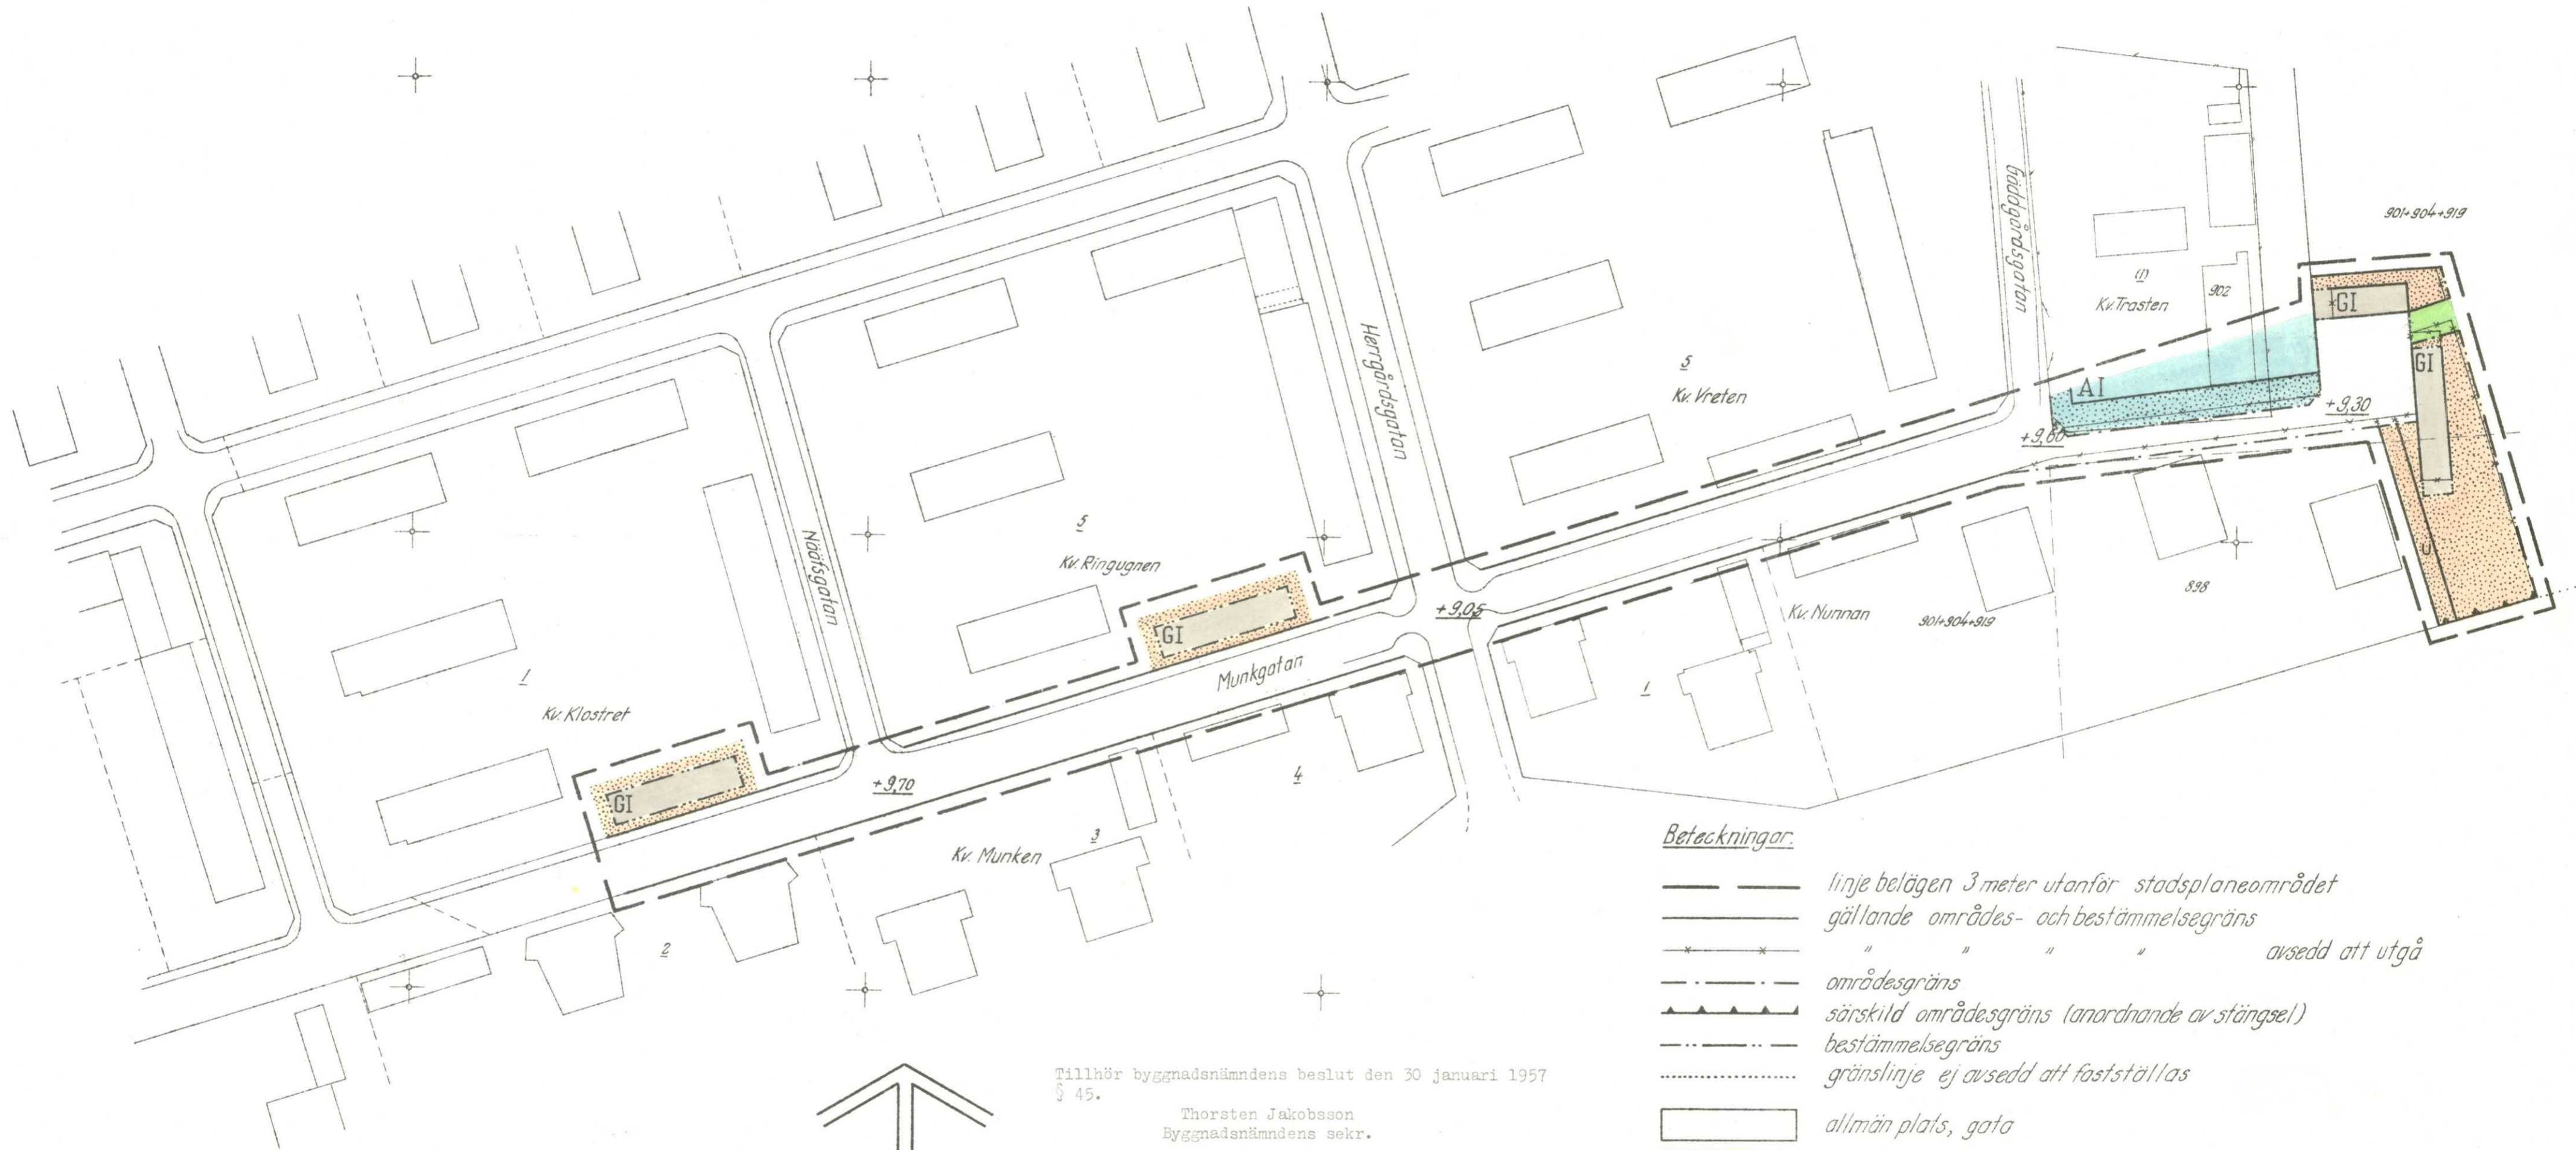 901+904+919
Gäddgårdsgatan
(1)
Kv. Trasten
902
GI
GI
Herrgårdsgatan
5
Kv. Vreten
AI
+9,30
+9,60
5
Kv. Ringugnen
Näätsgatan
GI
+9,05
Kv. Nunnan
901+904+919
898
u
Munkgatan
1
Kv. Klostret
1
GI
+9,70
4
3
Kv. Munken
2
Beteckningar:
linje belägen 3 meter utanför stadsplaneområdet
gällande områdes- och bestämmelsegräns
" " " " avsedd att utgå
områdesgräns
särskild områdesgräns (anordnande av stängsel)
bestämmelsegräns
gränslinje ej avsedd att fastställas
allmän plats, gata
Tillhör byggnadsnämndens beslut den 30 januari 1957
§ 45.
Thorsten Jakobsson
Byggnadsnämndens sekr.